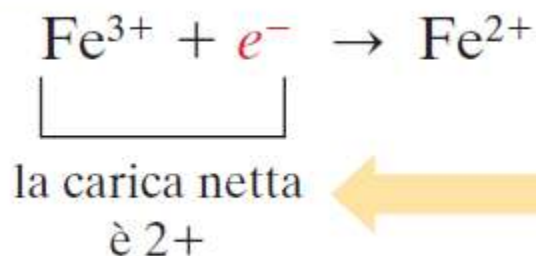 Fe³⁺ + e⁻ → Fe²⁺
la carica netta
è 2+